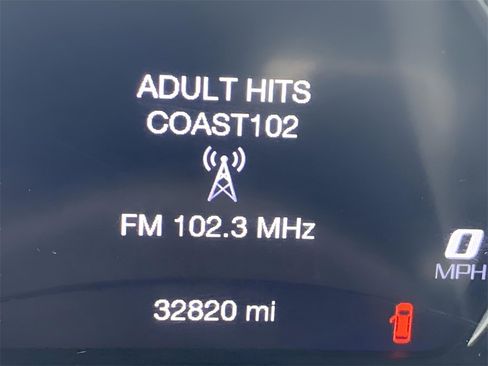 ADULT HITS
COAST102
FM 102.3 MHz
0
MPH
32820 mi